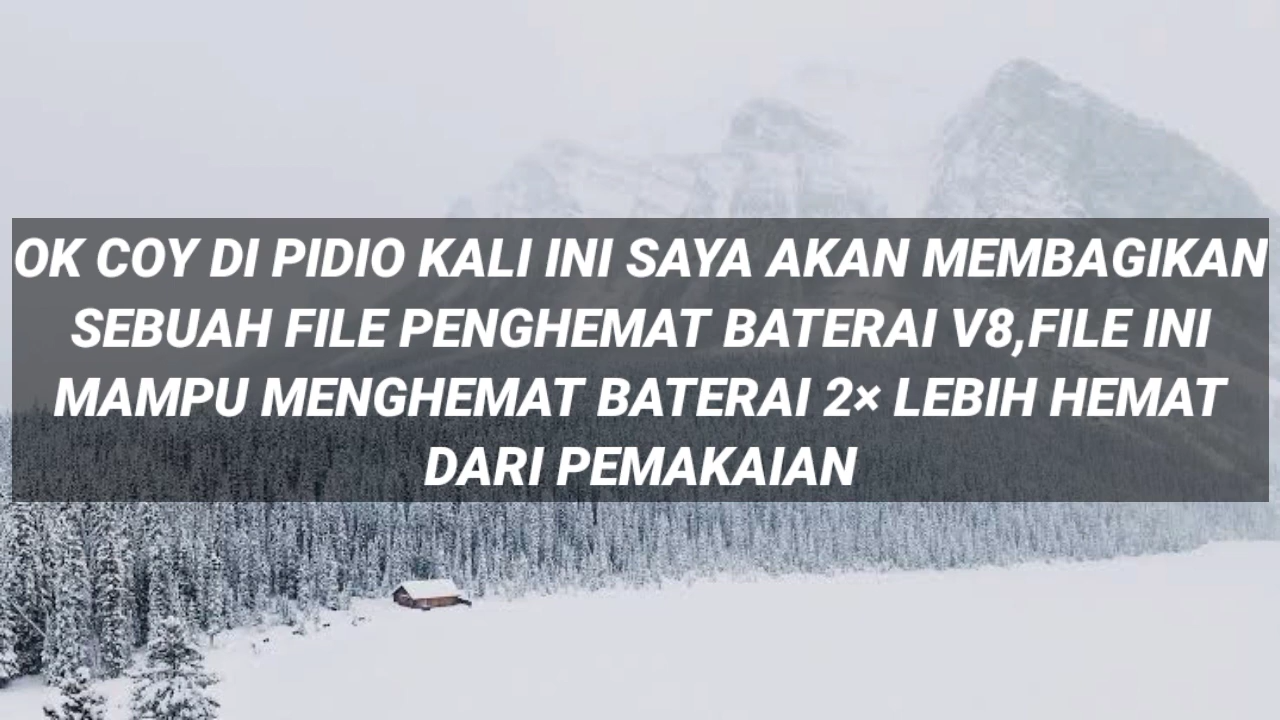 OK COY DI PIDIO KALI INI SAYA AKAN MEMBAGIKAN
SEBUAH FILE PENGHEMAT BATERAI V8,FILE INI
MAMPU MENGHEMAT BATERAI 2× LEBIH HEMAT
DARI PEMAKAIAN